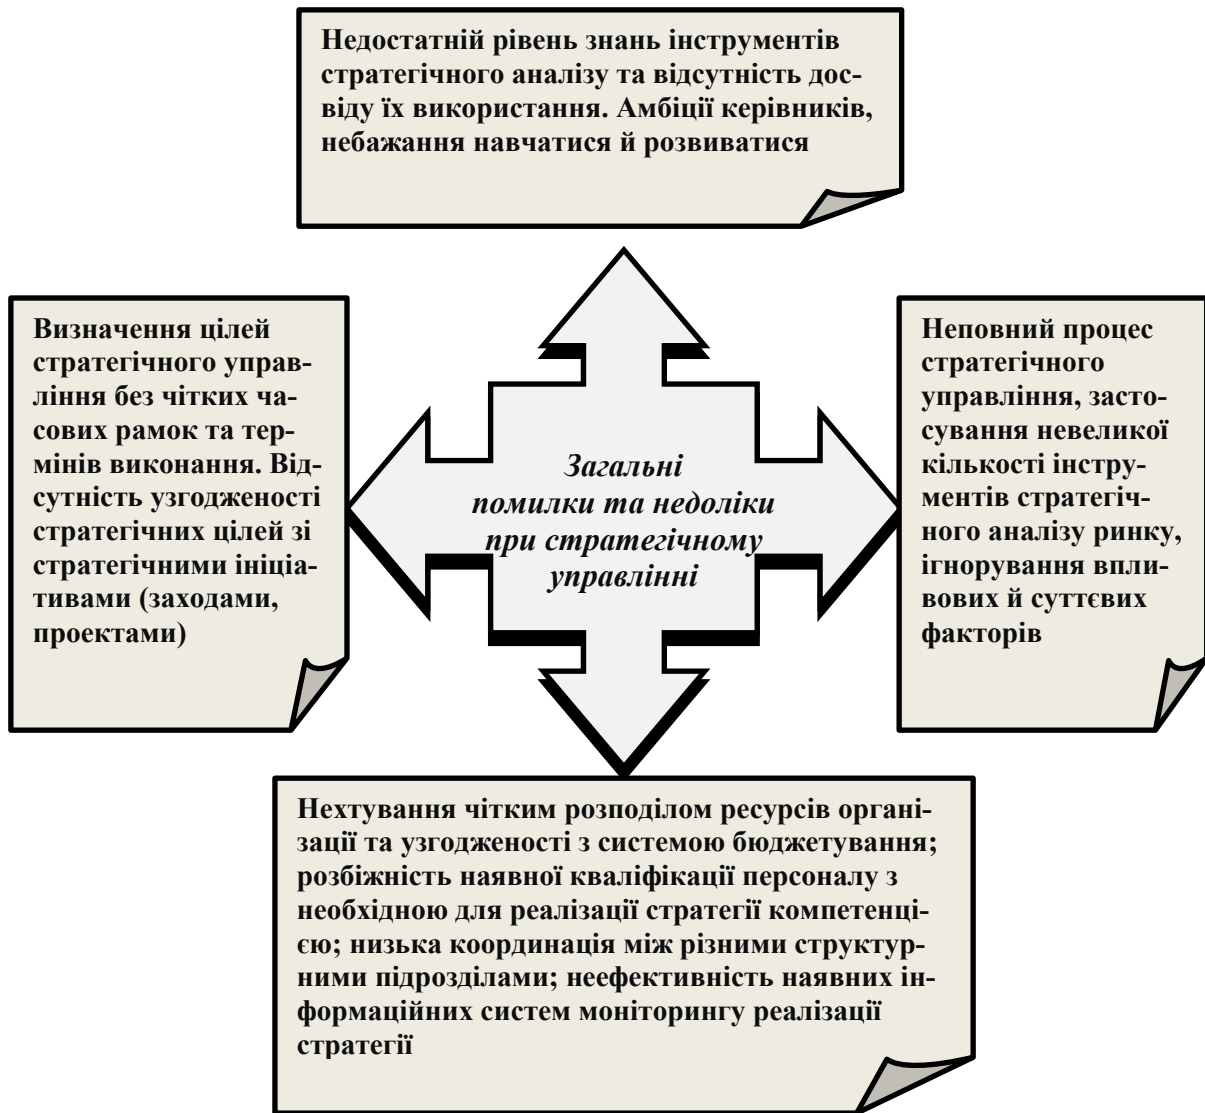 Недостатній рівень знань інструментів
стратегічного аналізу та відсутність дос-
віду їх використання. Амбіції керівників,
небажання навчатися й розвиватися
Визначення цілей
стратегічного управ-
ління без чітких ча-
сових рамок та тер-
мінів виконання. Від-
сутність узгодженості
стратегічних цілей зі
стратегічними ініціа-
тивами (заходами,
проектами)
Загальні
помилки та недоліки
при стратегічному
управлінні
Неповний процес
стратегічного
управління, засто-
сування невеликої
кількості інстру-
ментів стратегіч-
ного аналізу ринку,
ігнорування впли-
вових й суттєвих
факторів
Нехтування чітким розподілом ресурсів органі-
зації та узгодженості з системою бюджетування;
розбіжність наявної кваліфікації персоналу з
необхідною для реалізації стратегії компетенці-
єю; низька координація між різними структур-
ними підрозділами; неефективність наявних ін-
формаційних систем моніторингу реалізації
стратегії